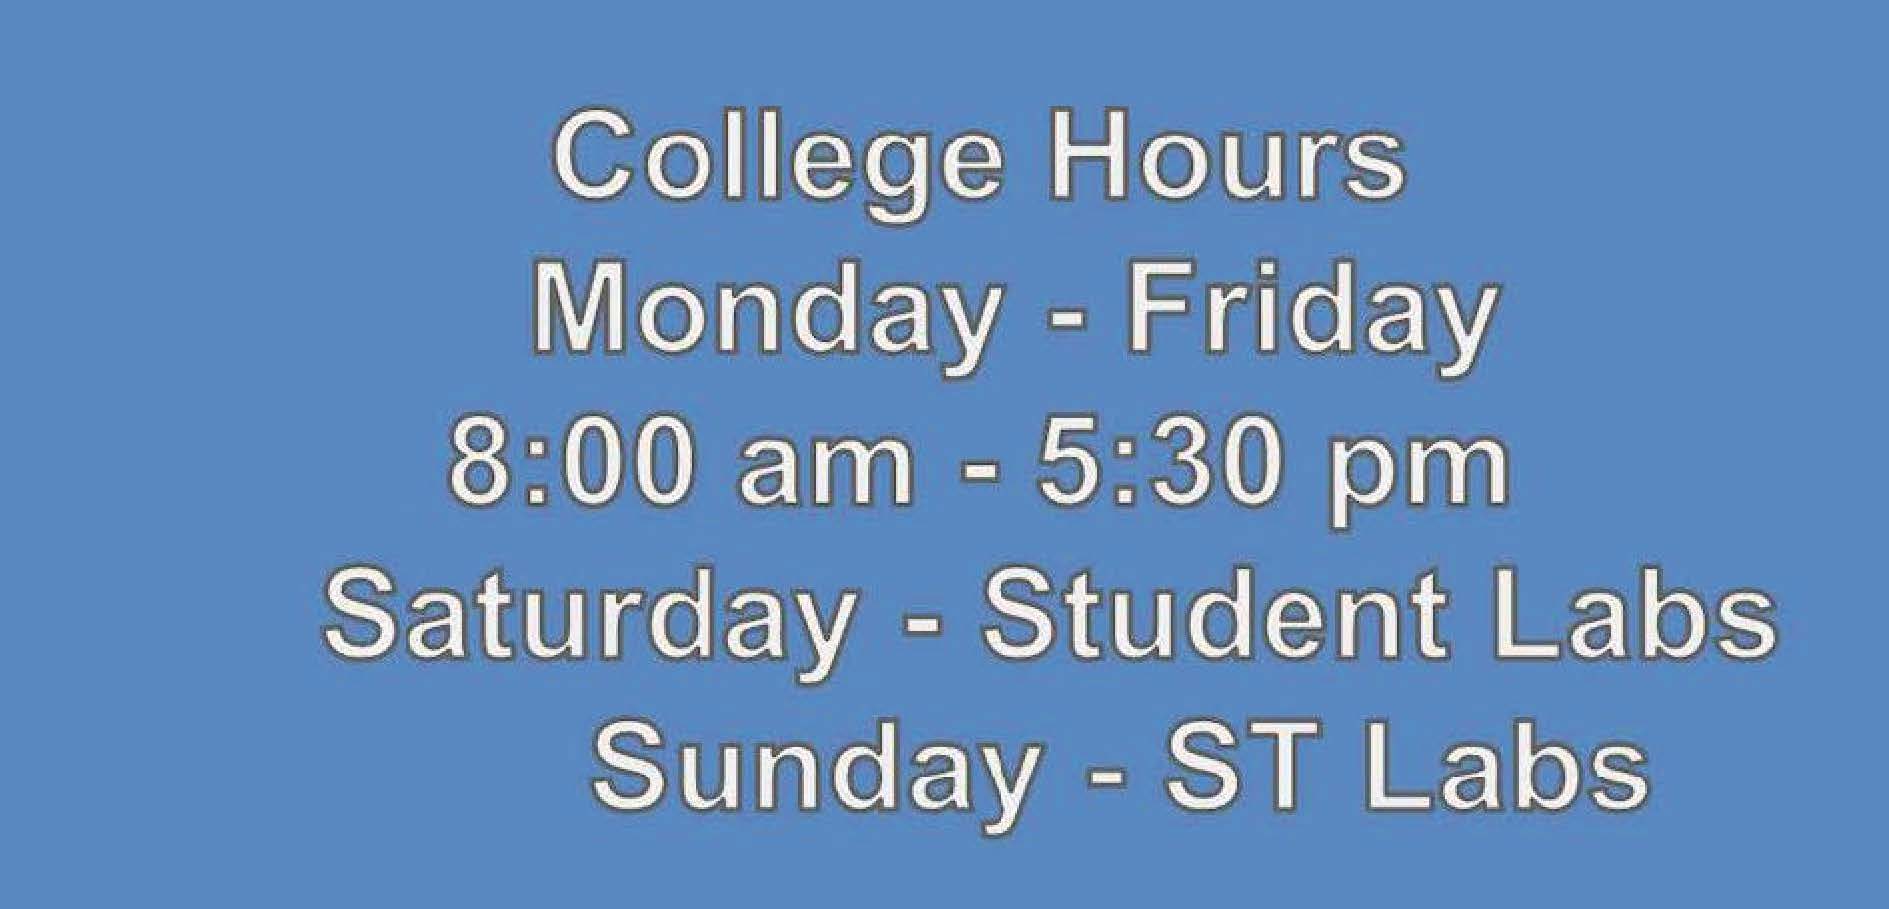 College Hours
Monday - Friday
8:00 am - 5:30 pm
Saturday - Student Labs
Sunday - ST Labs